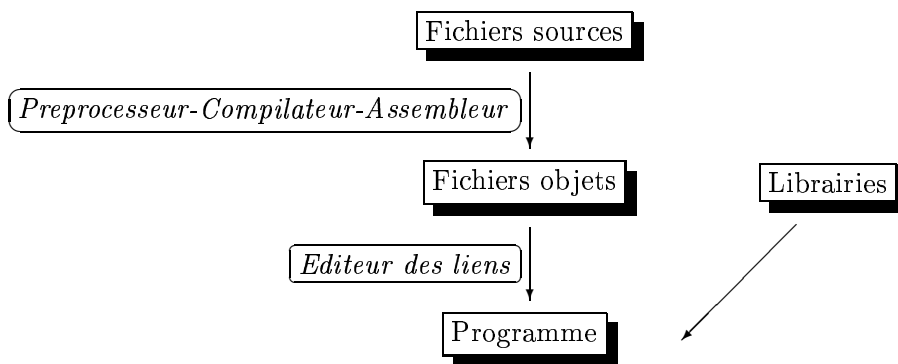 Fichiers sources
Preprocesseur-Compilateur-Assembleur
Fichiers objets
Librairies
Editeur des liens
Programme